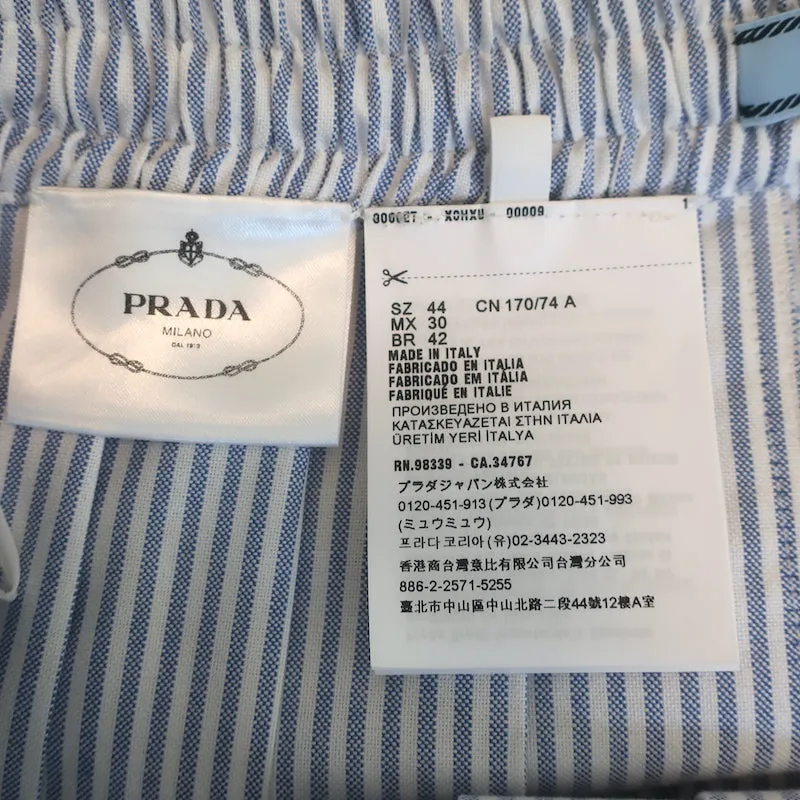 PRADA
MILANO
DAL 1913
00009
1
SZ 44 CN 170/74 A
MX 30
BR 42
MADE IN ITALY
FABRICADO EN ITALIA
FABRICADO EM ITÁLIA
FABRIQUÉ EN ITALIE
ПРОИЗВЕДЕНО В ИТАЛИЯ
ΚΑΤΑΣΚΕΥΑΖΕΤΑΙ ΣΤΗΝ ΙΤΑΛΙΑ
ÜRETİM YERİ İTALYA
RN.98339 - CA.34767
プラダジャパン株式会社
0120-451-913(プラダ)0120-451-993
(ミュウミュウ)
프라다 코리아 (유)02-3443-2323
香港商台灣意比有限公司台灣分公司
886-2-2571-5255
臺北市中山區中山北路二段44號12樓A室